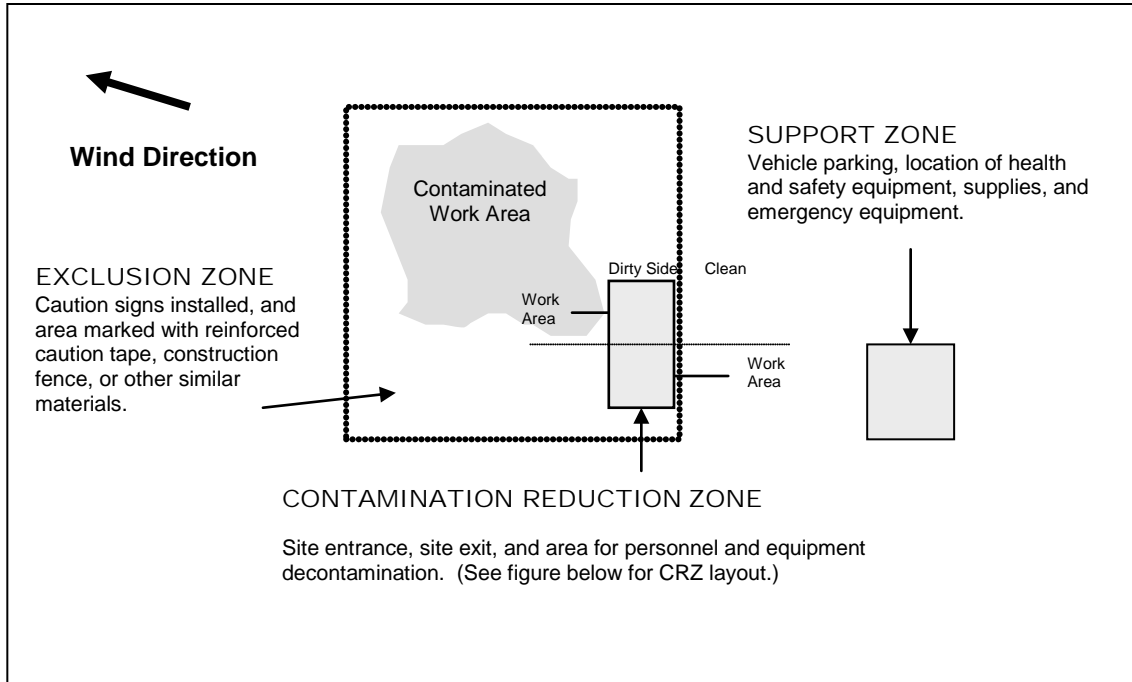 Wind Direction
Contaminated
Work Area
SUPPORT ZONE
Vehicle parking, location of health
and safety equipment, supplies, and
emergency equipment.
EXCLUSION ZONE
Caution signs installed, and
area marked with reinforced
caution tape, construction
fence, or other similar
materials.
Dirty Side
Clean
Work
Area
Work
Area
CONTAMINATION REDUCTION ZONE
Site entrance, site exit, and area for personnel and equipment
decontamination. (See figure below for CRZ layout.)